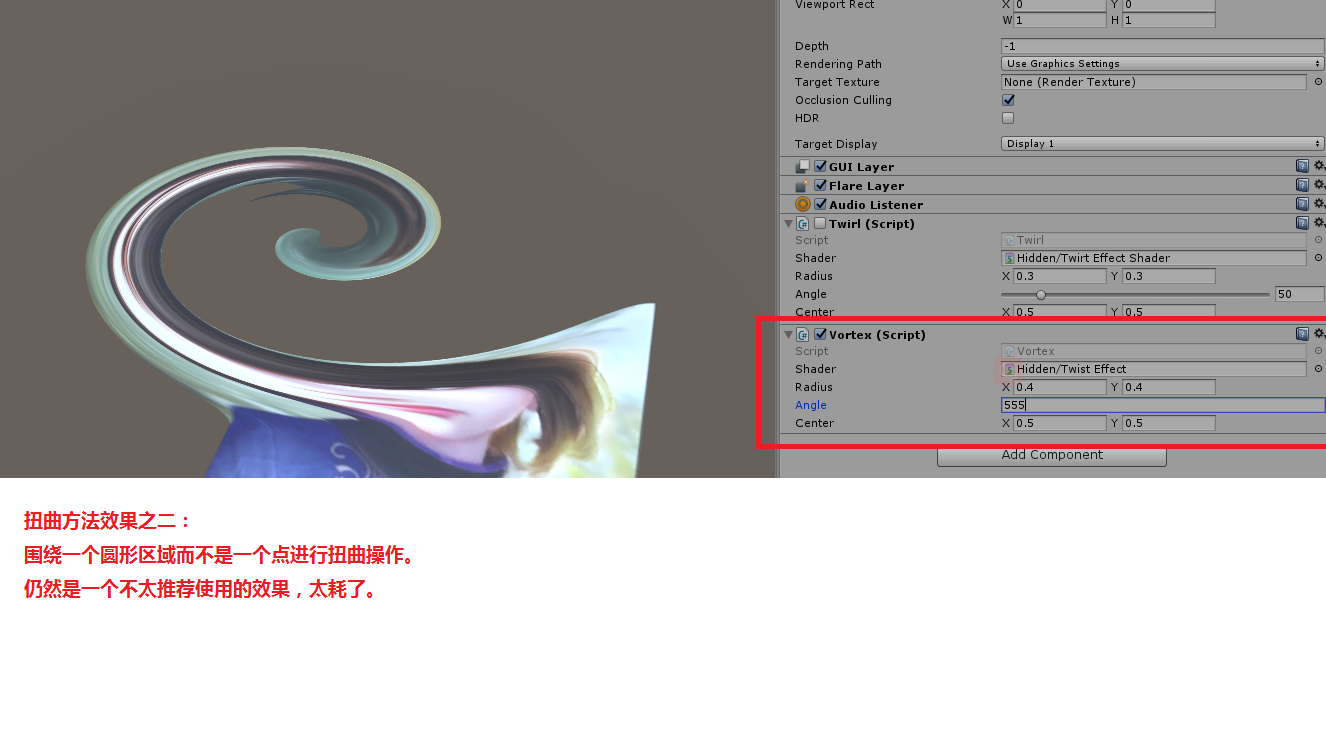 Viewport Rect X 0 Y 0
W 1 H 1
Depth -1
Rendering Path Use Graphics Settings
Target Texture None (Render Texture)
Occlusion Culling
HDR
Target Display Display 1
GUI Layer
Flare Layer
Audio Listener
Twirl (Script)
Script Twirl
Shader Hidden/Twirt Effect Shader
Radius X 0.3 Y 0.3
Angle 50
Center X 0.5 Y 0.5
Vortex (Script)
Script Vortex
Shader Hidden/Twist Effect
Radius X 0.4 Y 0.4
Angle 555
Center X 0.5 Y 0.5
Add Component
扭曲方法效果之二：
围绕一个圆形区域而不是一个点进行扭曲操作。
仍然是一个不太推荐使用的效果，太耗了。